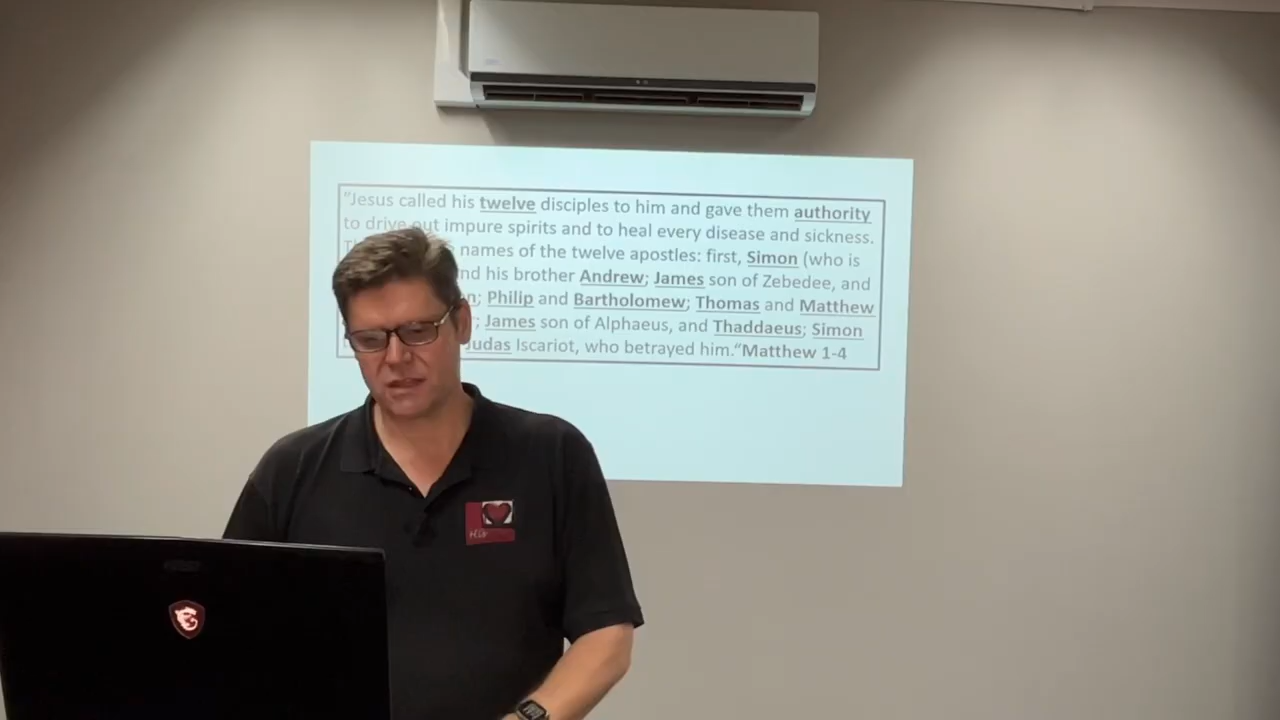 "Jesus called his twelve disciples to him and gave them authority
to drive out impure spirits and to heal every disease and sickness.
names of the twelve apostles: first, Simon (who is
nd his brother Andrew; James son of Zebedee, and
n; Philip and Bartholomew; Thomas and Matthew
; James son of Alphaeus, and Thaddaeus; Simon
Judas Iscariot, who betrayed him."Matthew 1-4
His